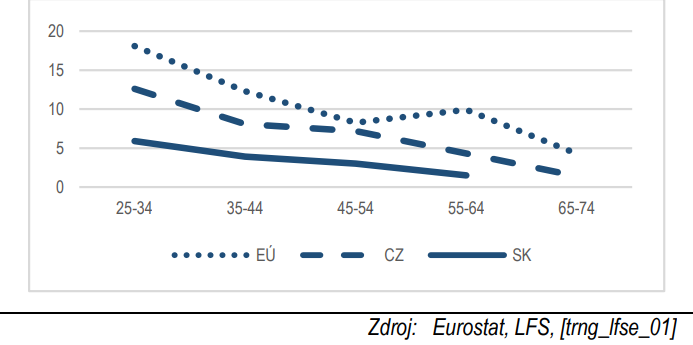 20
15
10
5
0
25-34 35-44 45-54 55-64 65-74
EÚ CZ SK
Zdroj: Eurostat, LFS, [trng_lfse_01]